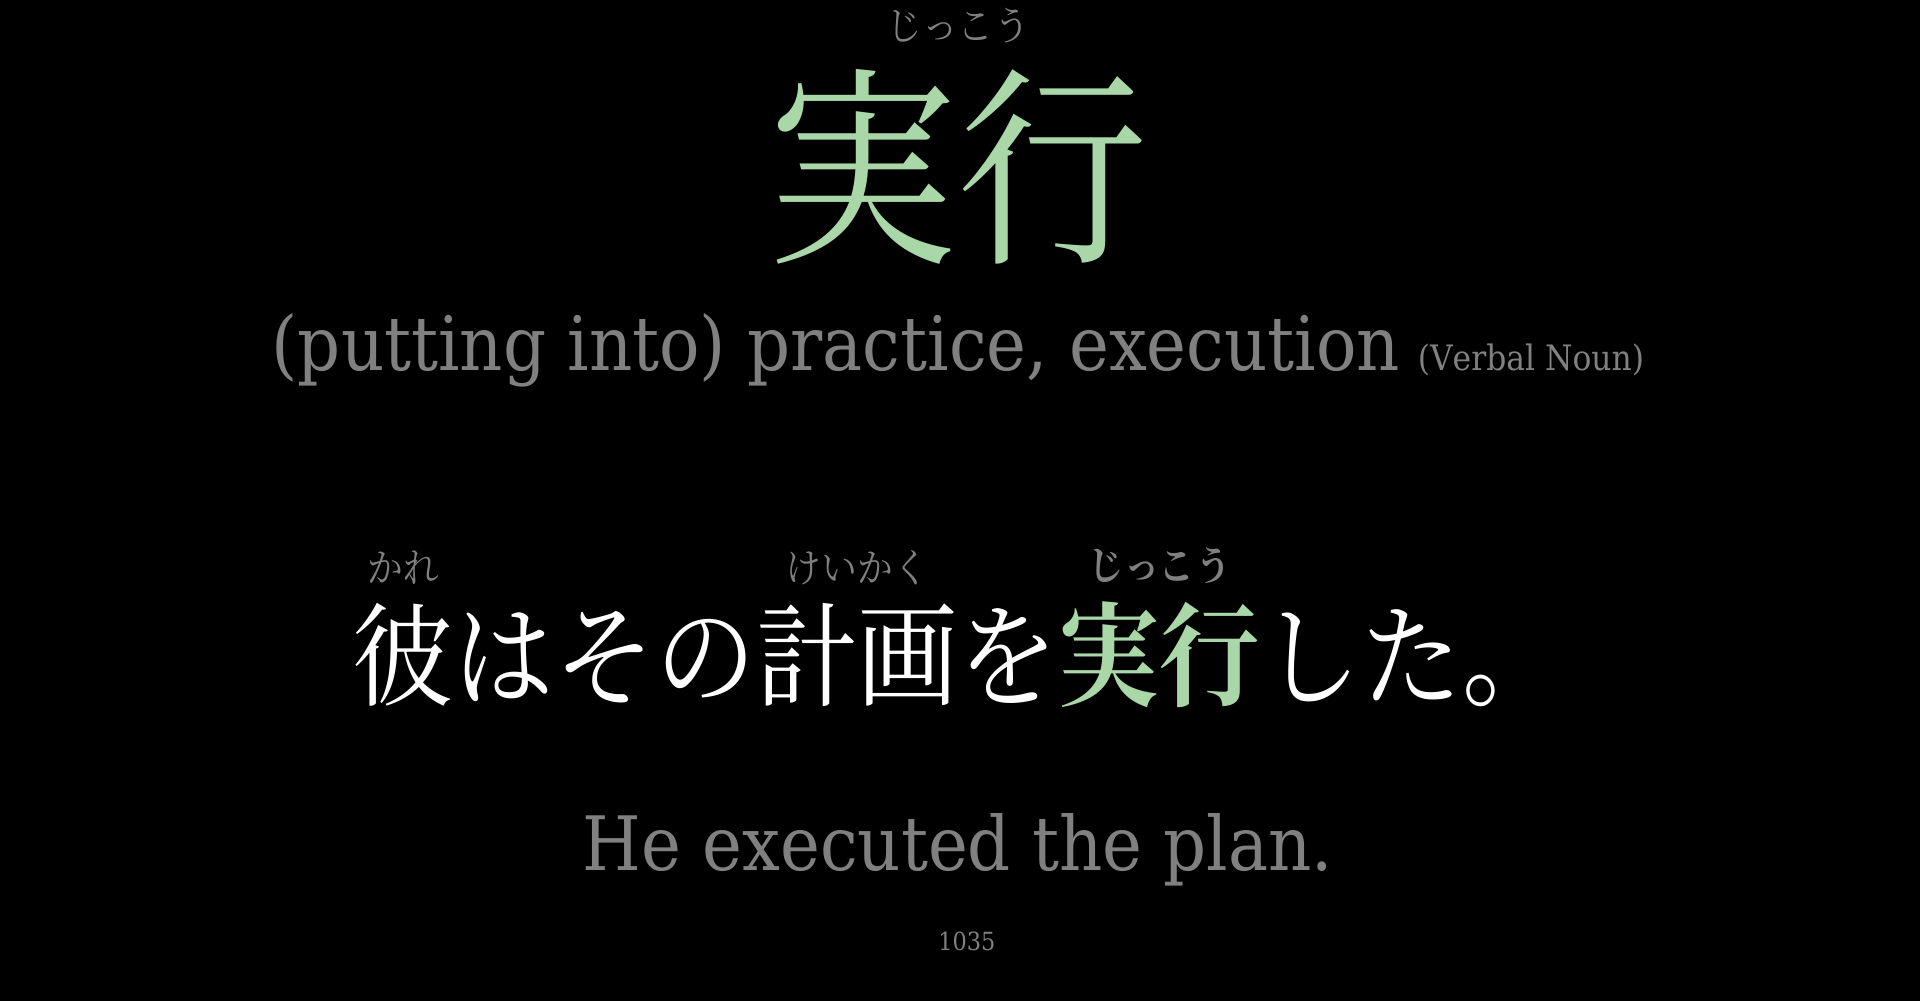 じっこう
実行
(putting into) practice, execution (Verbal Noun)
かれ けいかく じっこう
彼はその計画を実行した。
He executed the plan.
1035